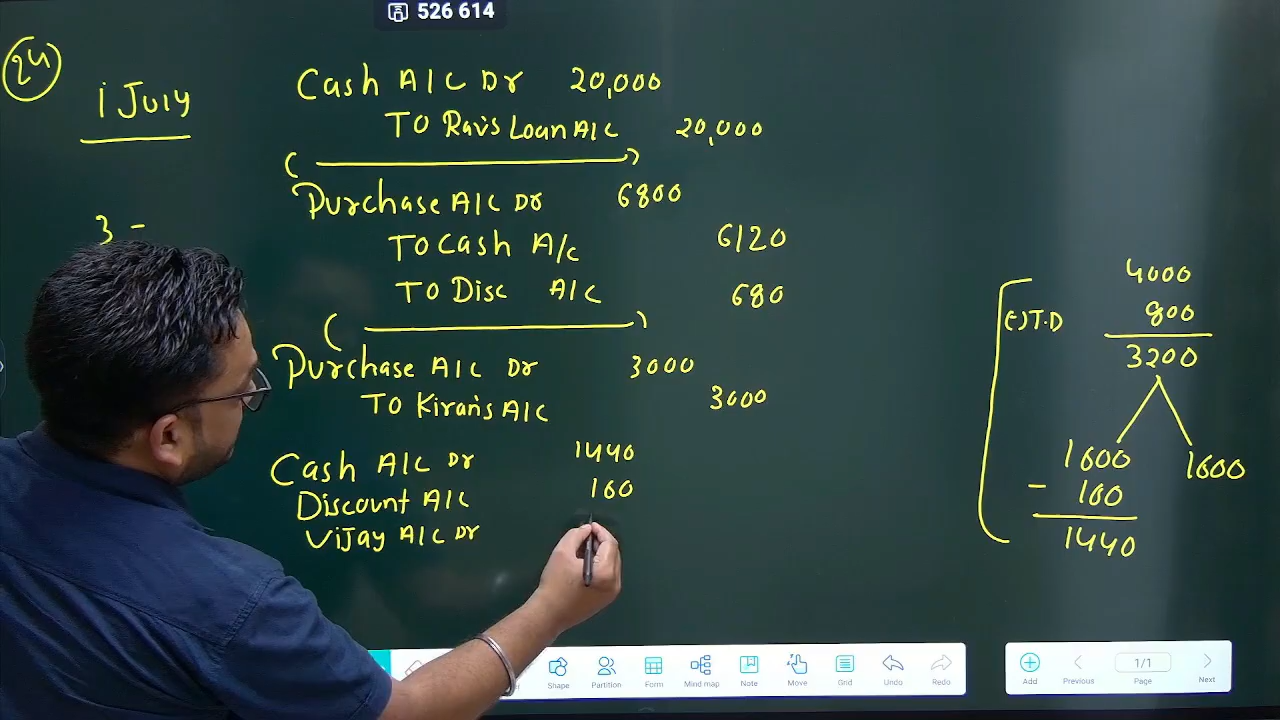 526 614
24
1 July
Cash A/C Dr 20,000
To Ravi's Loan A/C 20,000
Purchase A/C Dr 6800
3 -
To Cash A/c 6120
To Disc A/C 680
Purchase A/C Dr 3000
To Kiran's A/C 3000
Cash A/C Dr 1440
Discount A/C 160
Vijay A/C Dr
4000
(-)T.D 800
3200
1600 1600
- 160
1440
Shape
Partition
Form
Mind map
Note
Move
Grid
Undo
Redo
Add
Previous
1/1
Page
Next